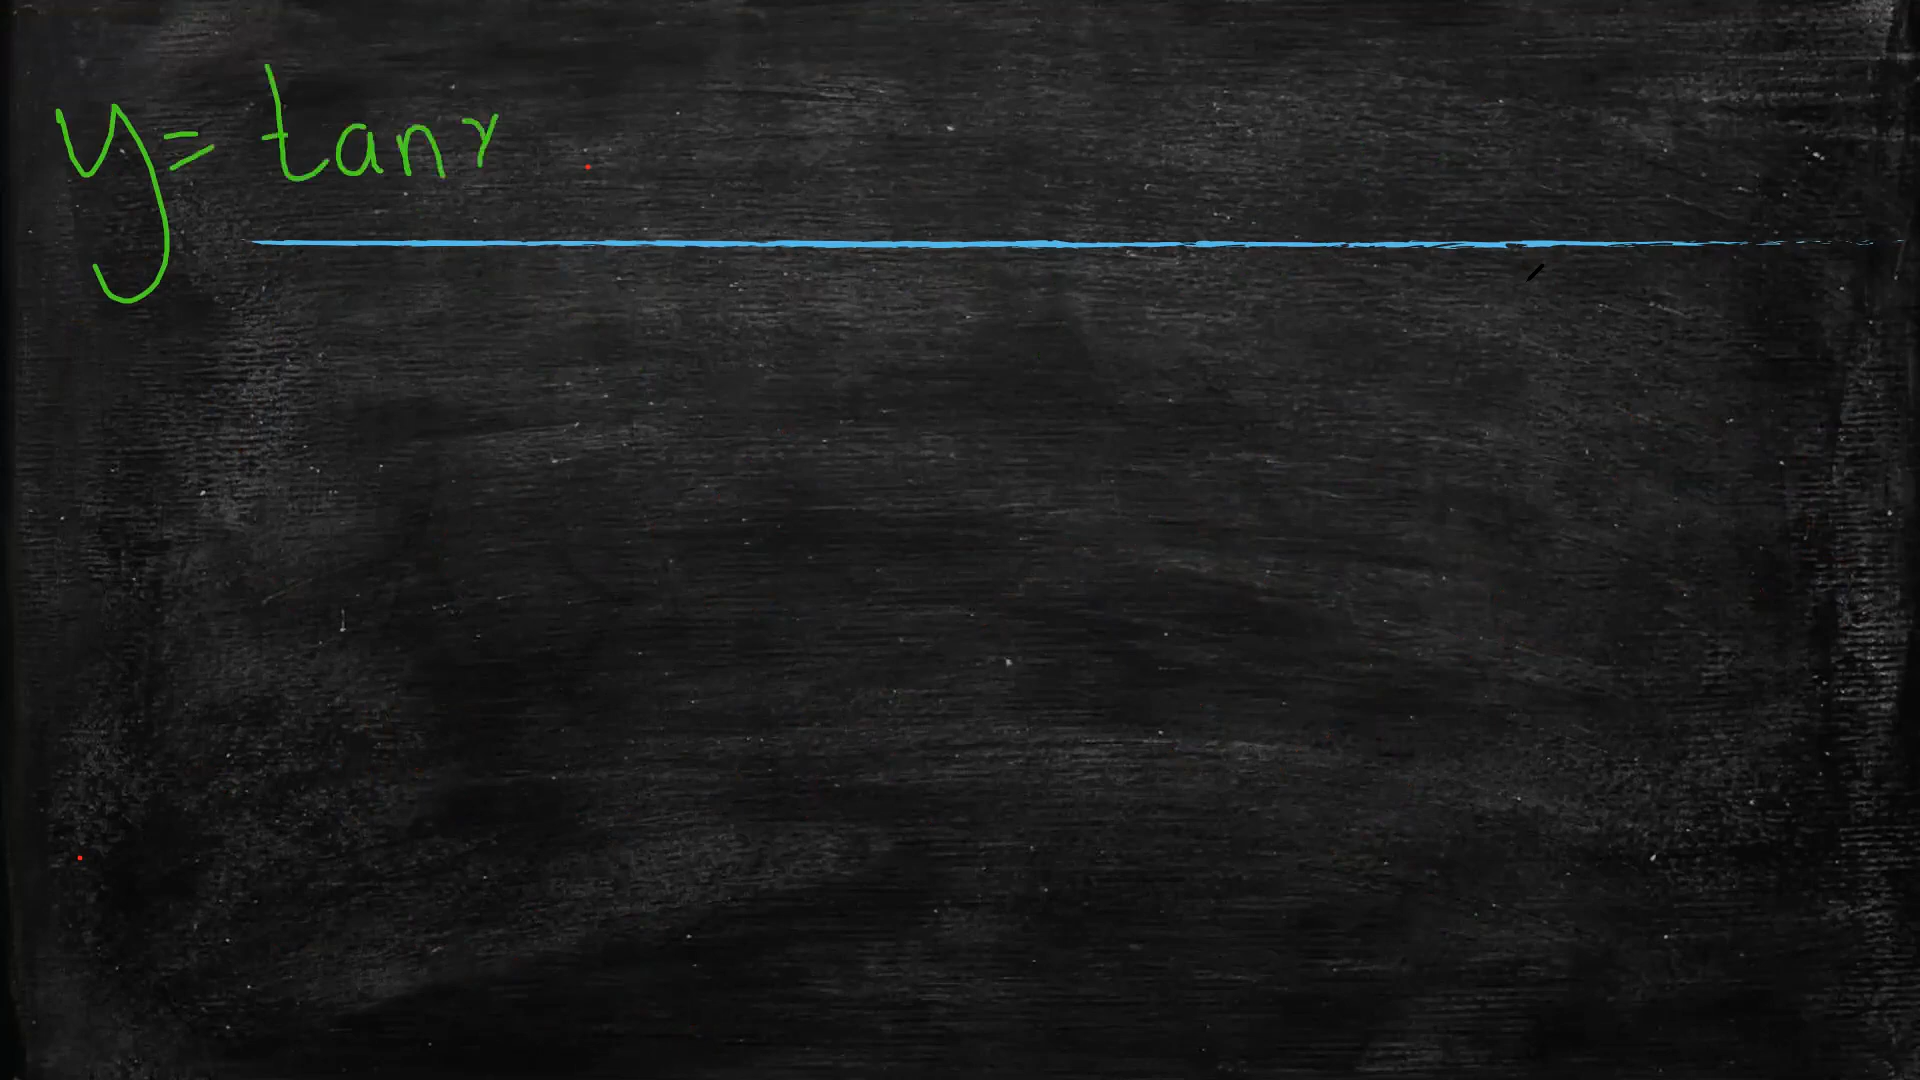 y = tanx